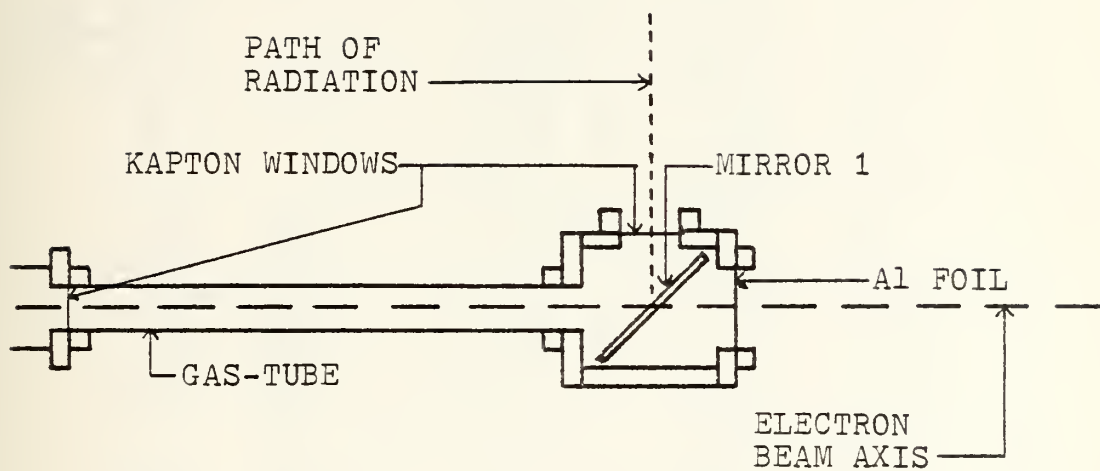 PATH OF
RADIATION
KAPTON WINDOWS
MIRROR 1
Al FOIL
GAS-TUBE
ELECTRON
BEAM AXIS